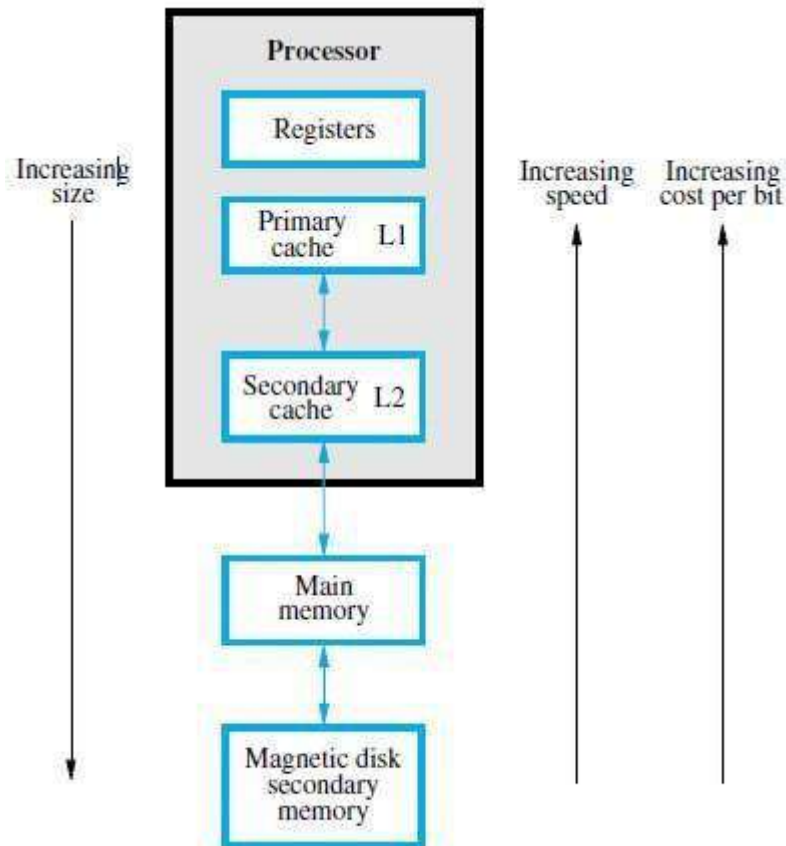 Processor
Registers
Increasing
size
Increasing
speed
Increasing
cost per bit
Primary
cache L1
Secondary
cache L2
Main
memory
Magnetic disk
secondary
memory